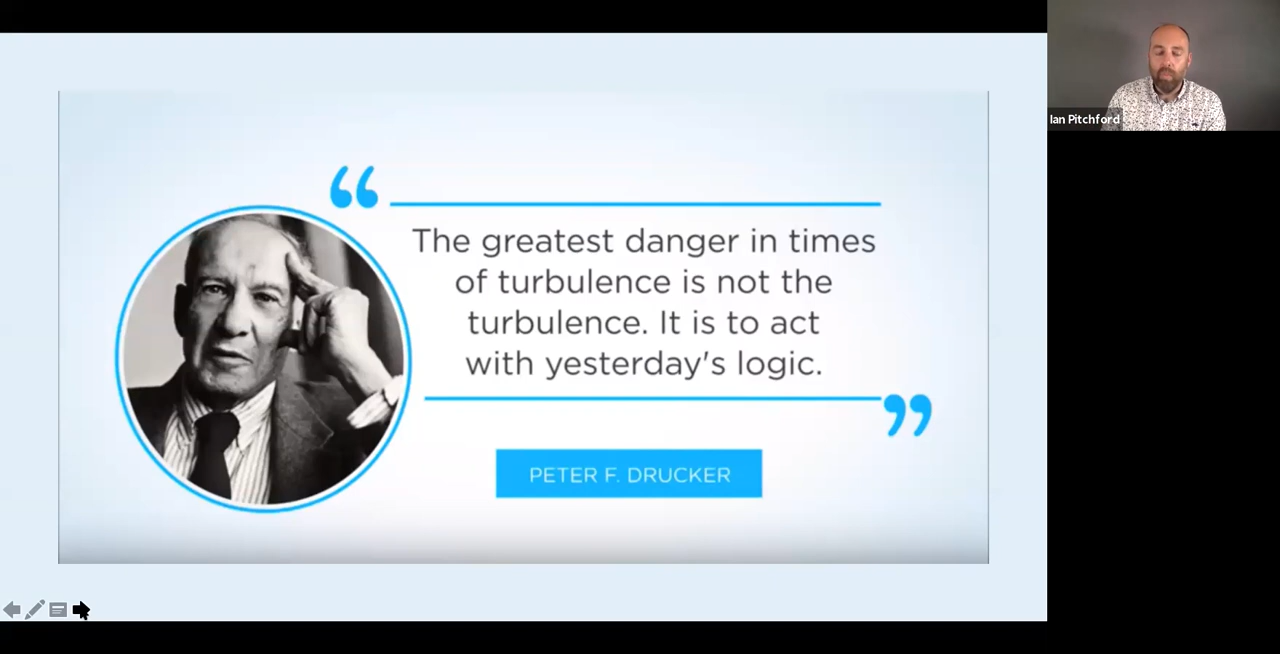 “
The greatest danger in times
of turbulence is not the
turbulence. It is to act
with yesterday's logic.
”
PETER F. DRUCKER
Ian Pitchford